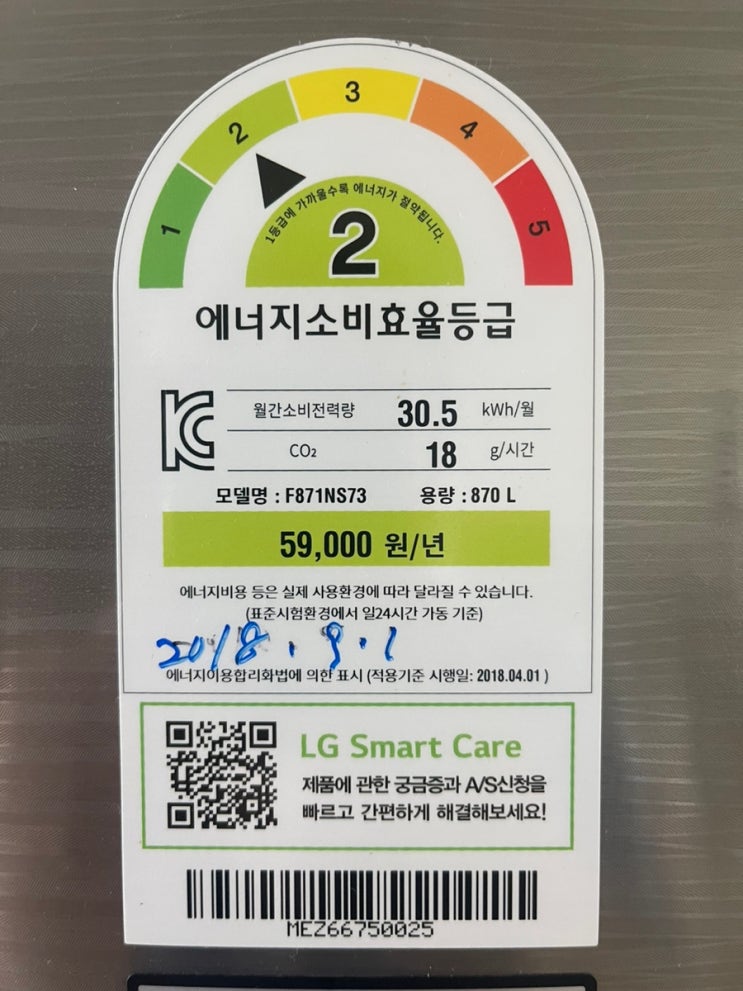 1 2 3 4 5
1등급에 가까울수록 에너지가 절약됩니다.
2
에너지소비효율등급
월간소비전력량 30.5 kWh/월
CO₂ 18 g/시간
모델명 : F871NS73 용량 : 870 L
59,000 원/년
에너지비용 등은 실제 사용환경에 따라 달라질 수 있습니다.
(표준시험환경에서 일24시간 가동 기준)
2018. 9. 1
에너지이용합리화법에 의한 표시 (적용기준 시행일: 2018.04.01 )
LG Smart Care
제품에 관한 궁금증과 A/S신청을
빠르고 간편하게 해결해보세요!
MEZ66750025